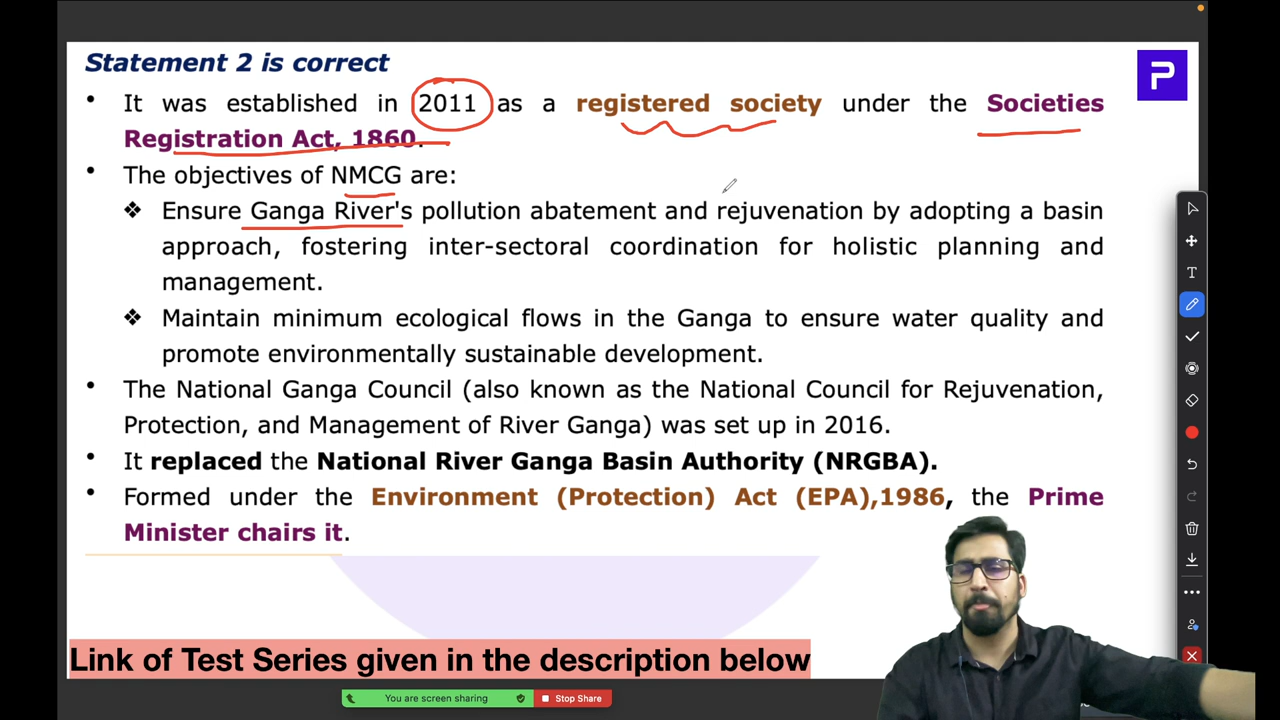 Statement 2 is correct
• It was established in 2011 as a registered society under the Societies
Registration Act, 1860.
• The objectives of NMCG are:
❖ Ensure Ganga River's pollution abatement and rejuvenation by adopting a basin
approach, fostering inter-sectoral coordination for holistic planning and
management.
❖ Maintain minimum ecological flows in the Ganga to ensure water quality and
promote environmentally sustainable development.
• The National Ganga Council (also known as the National Council for Rejuvenation,
Protection, and Management of River Ganga) was set up in 2016.
• It replaced the National River Ganga Basin Authority (NRGBA).
• Formed under the Environment (Protection) Act (EPA),1986, the Prime
Minister chairs it.
Link of Test Series given in the description below
You are screen sharing
Stop Share
P
T